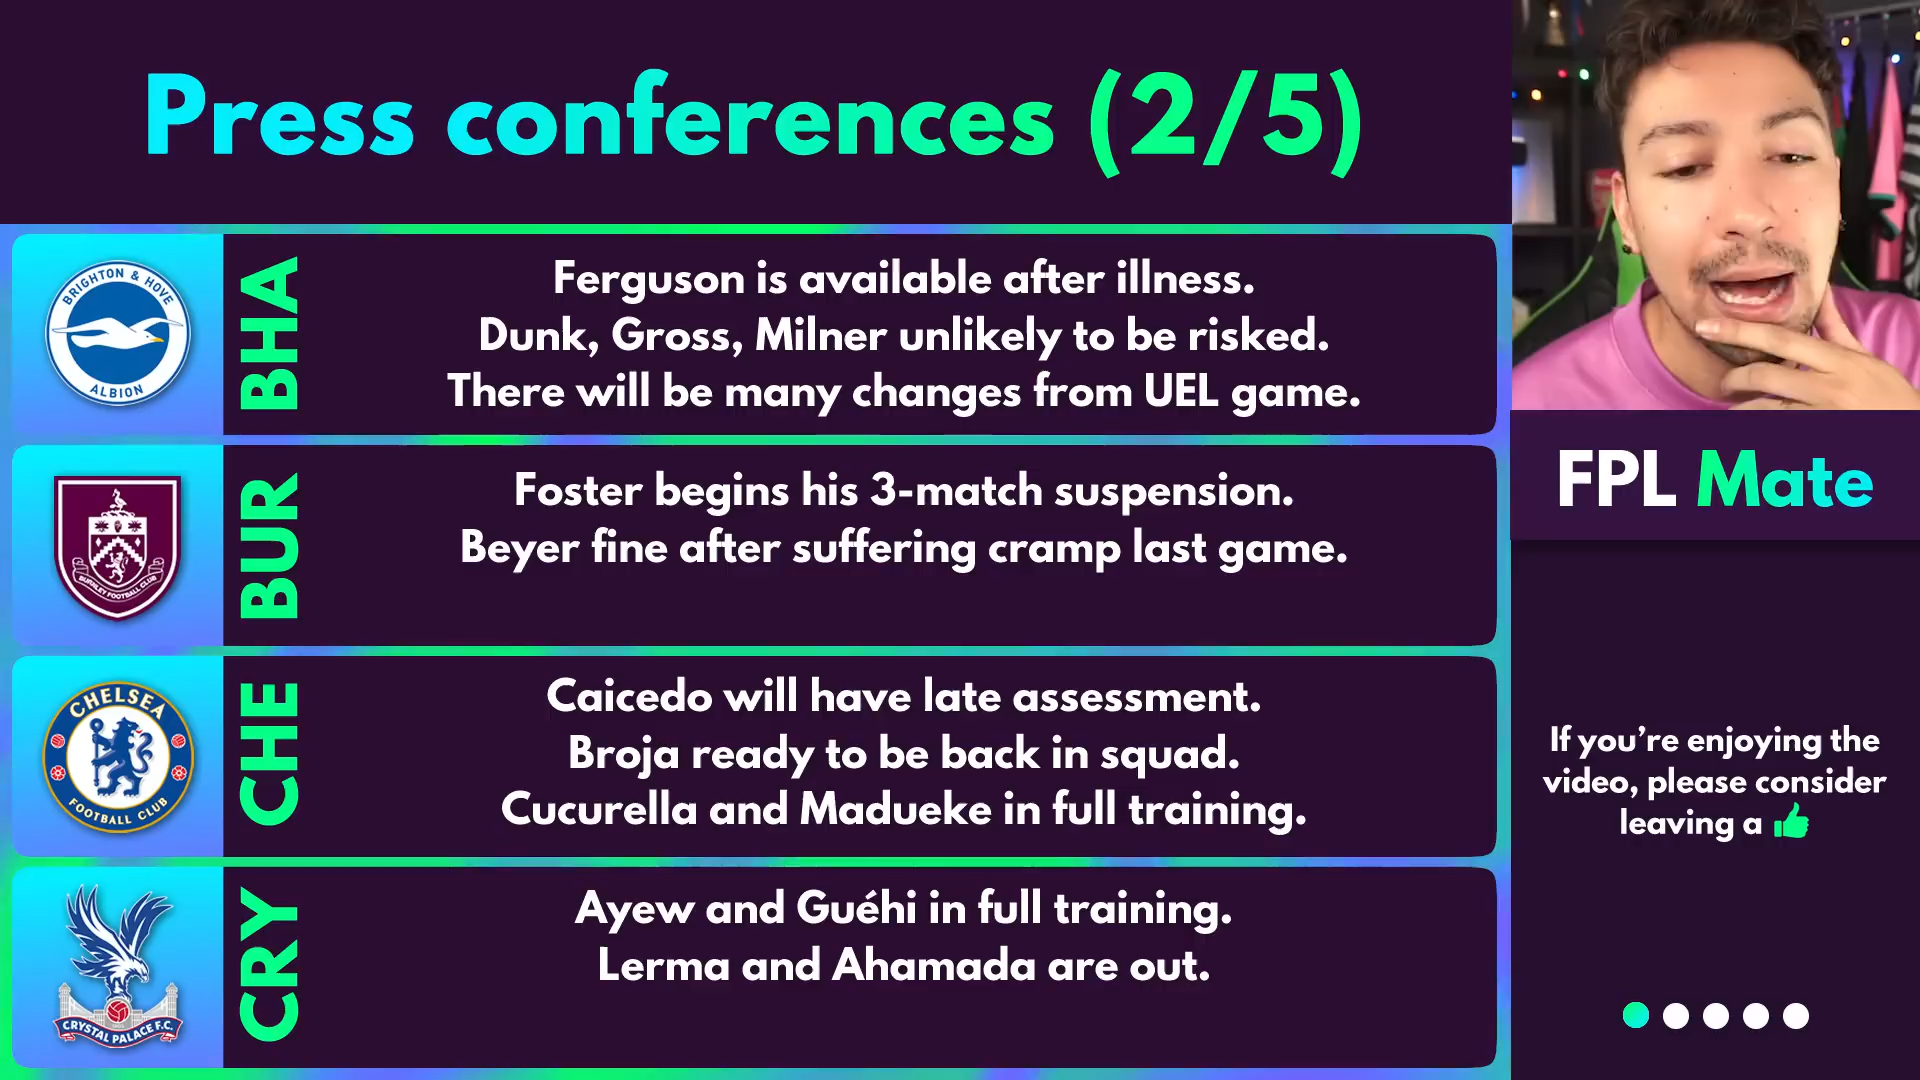 Press conferences (2/5)
BRIGHTON & HOVE
ALBION
BHA
Ferguson is available after illness.
Dunk, Gross, Milner unlikely to be risked.
There will be many changes from UEL game.
BURNLEY FOOTBALL CLUB
BUR
Foster begins his 3-match suspension.
Beyer fine after suffering cramp last game.
CHELSEA
FOOTBALL CLUB
CHE
Caicedo will have late assessment.
Broja ready to be back in squad.
Cucurella and Madueke in full training.
CRYSTAL PALACE F.C.
CRY
Ayew and Guéhi in full training.
Lerma and Ahamada are out.
FPL Mate
If you’re enjoying the
video, please consider
leaving a